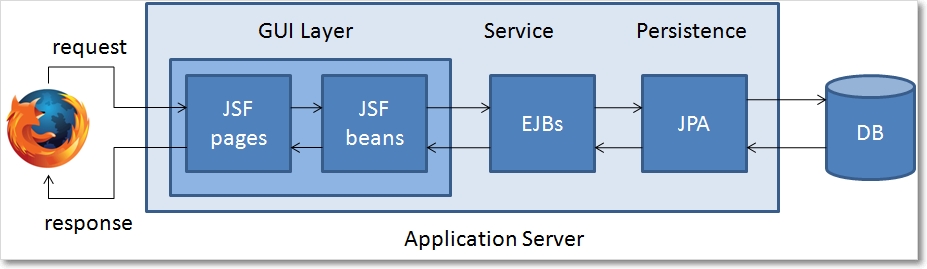 GUI Layer
Service
Persistence
request
JSF
pages
JSF
beans
EJBs
JPA
DB
response
Application Server